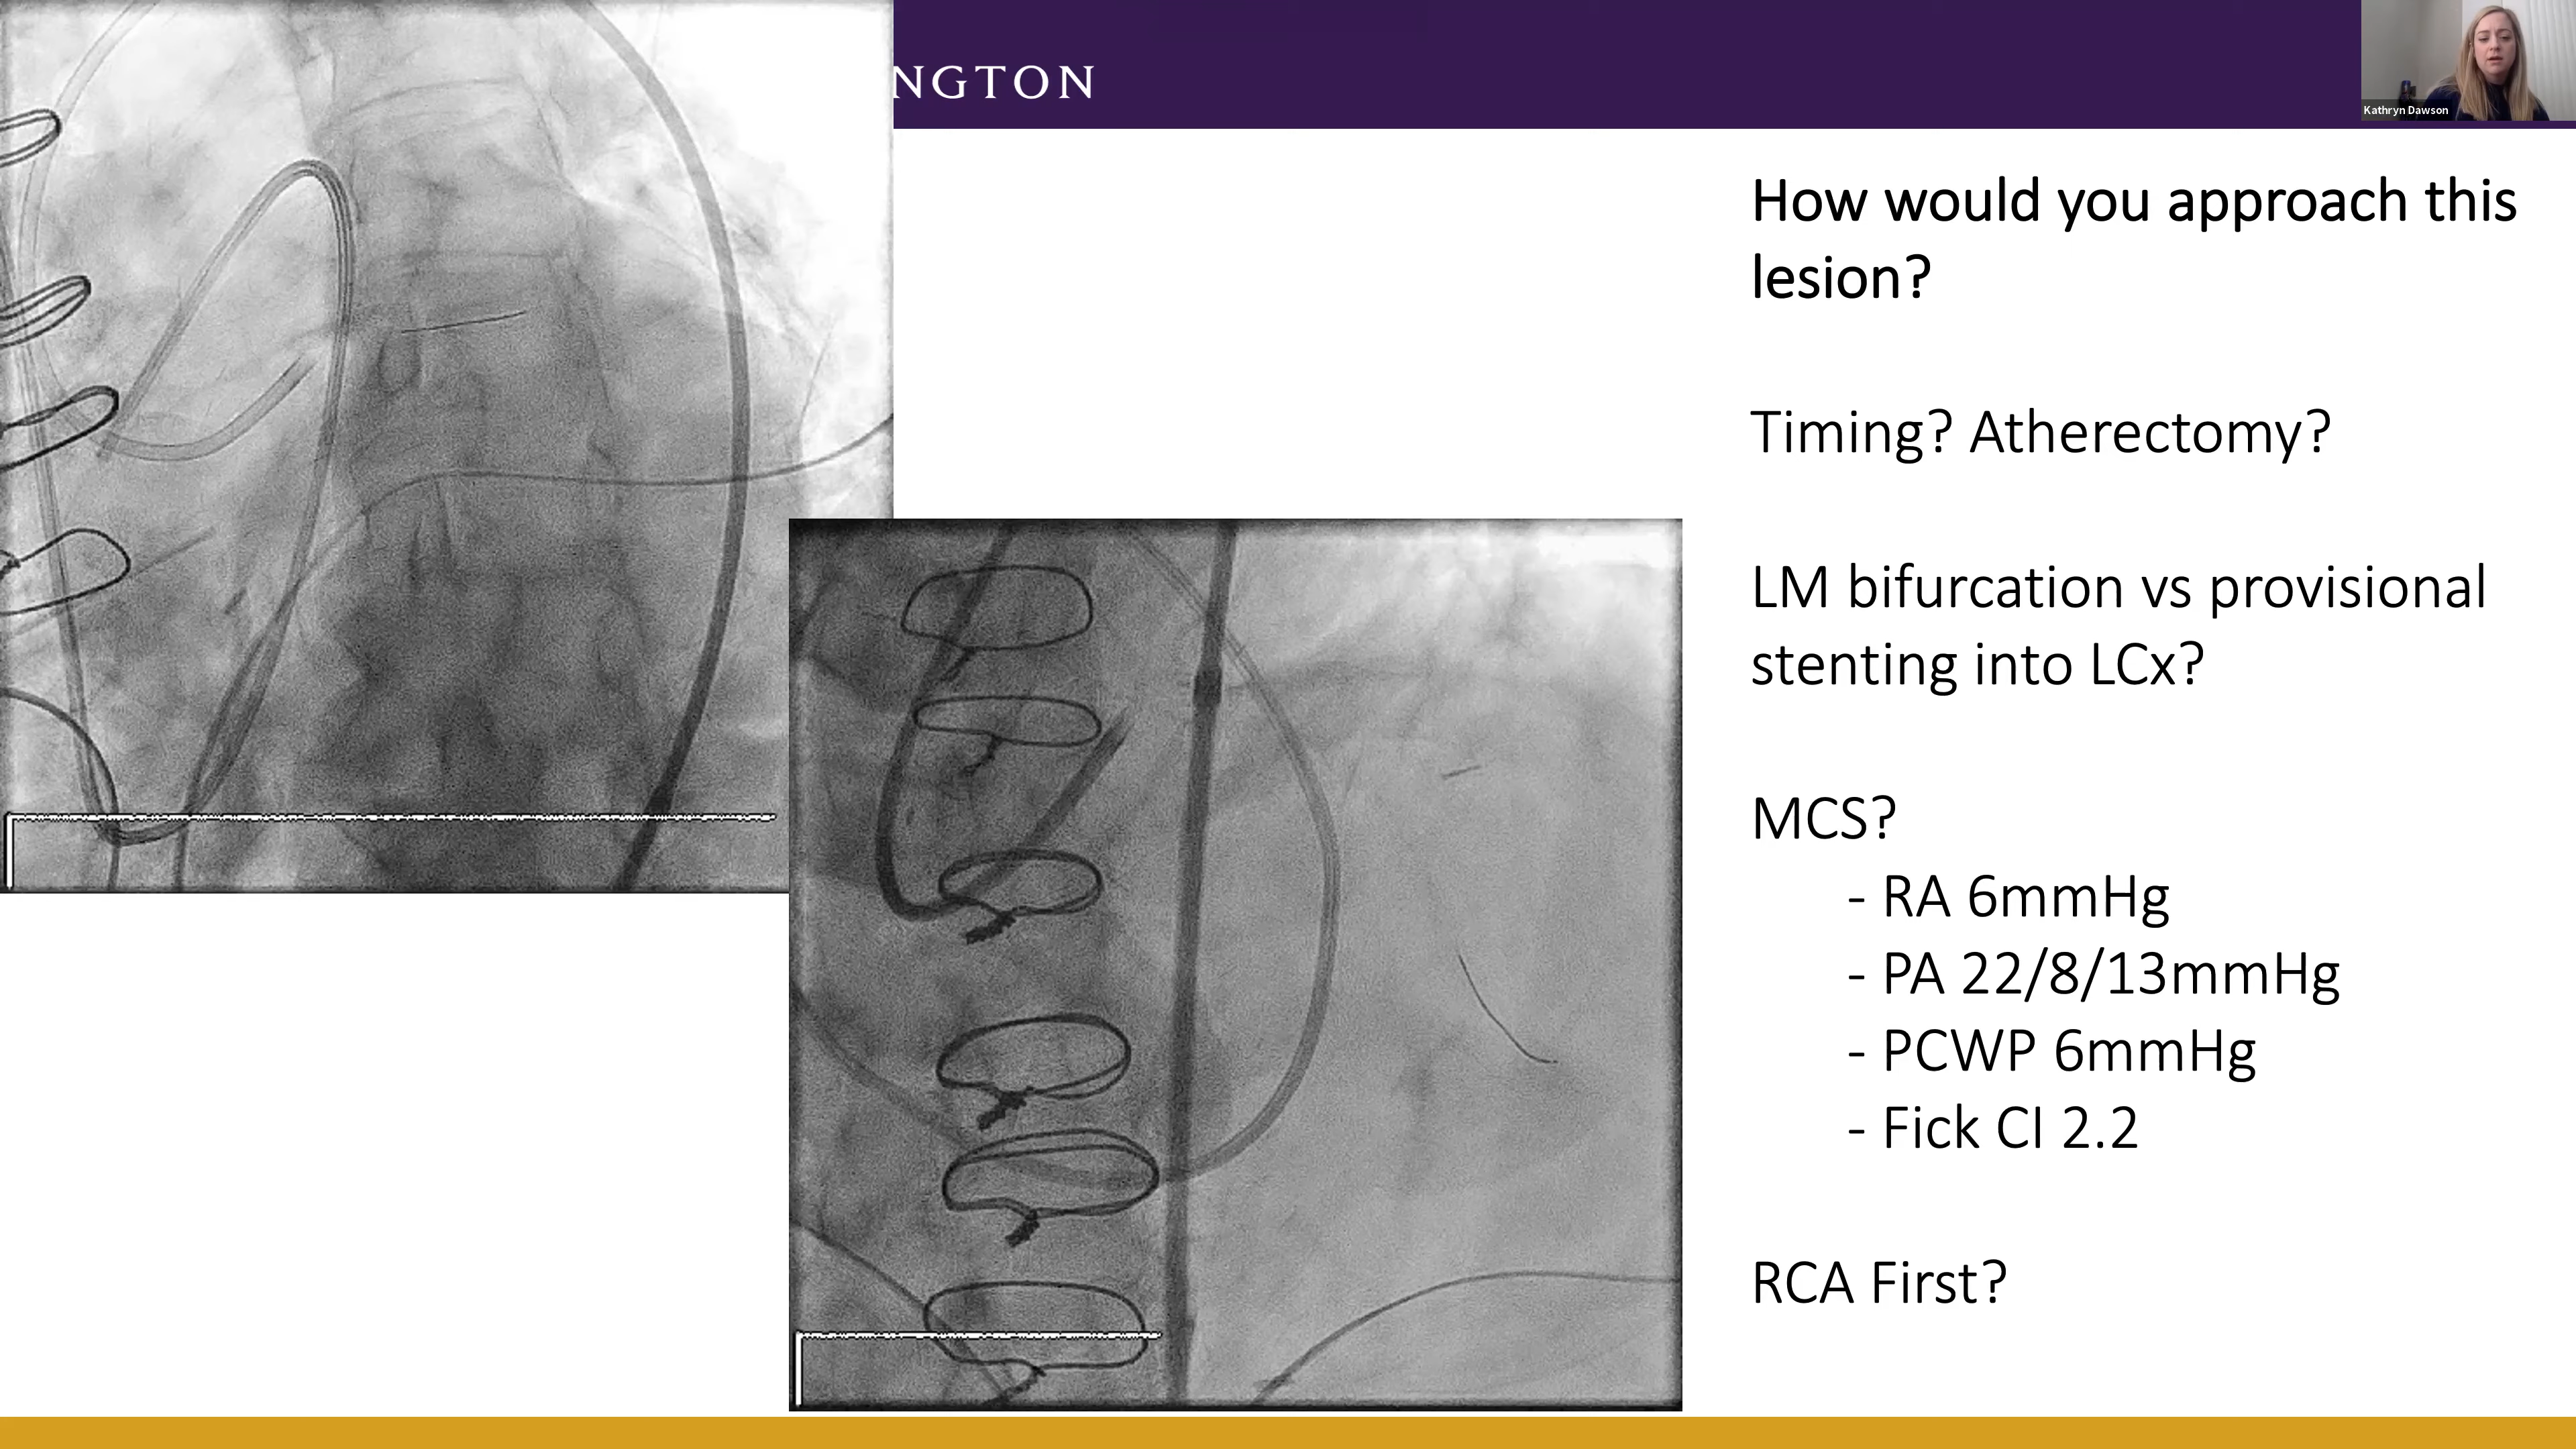 NGTON
Kathryn Dawson
How would you approach this
lesion?
Timing? Atherectomy?
LM bifurcation vs provisional
stenting into LCx?
MCS?
- RA 6mmHg
- PA 22/8/13mmHg
- PCWP 6mmHg
- Fick CI 2.2
RCA First?